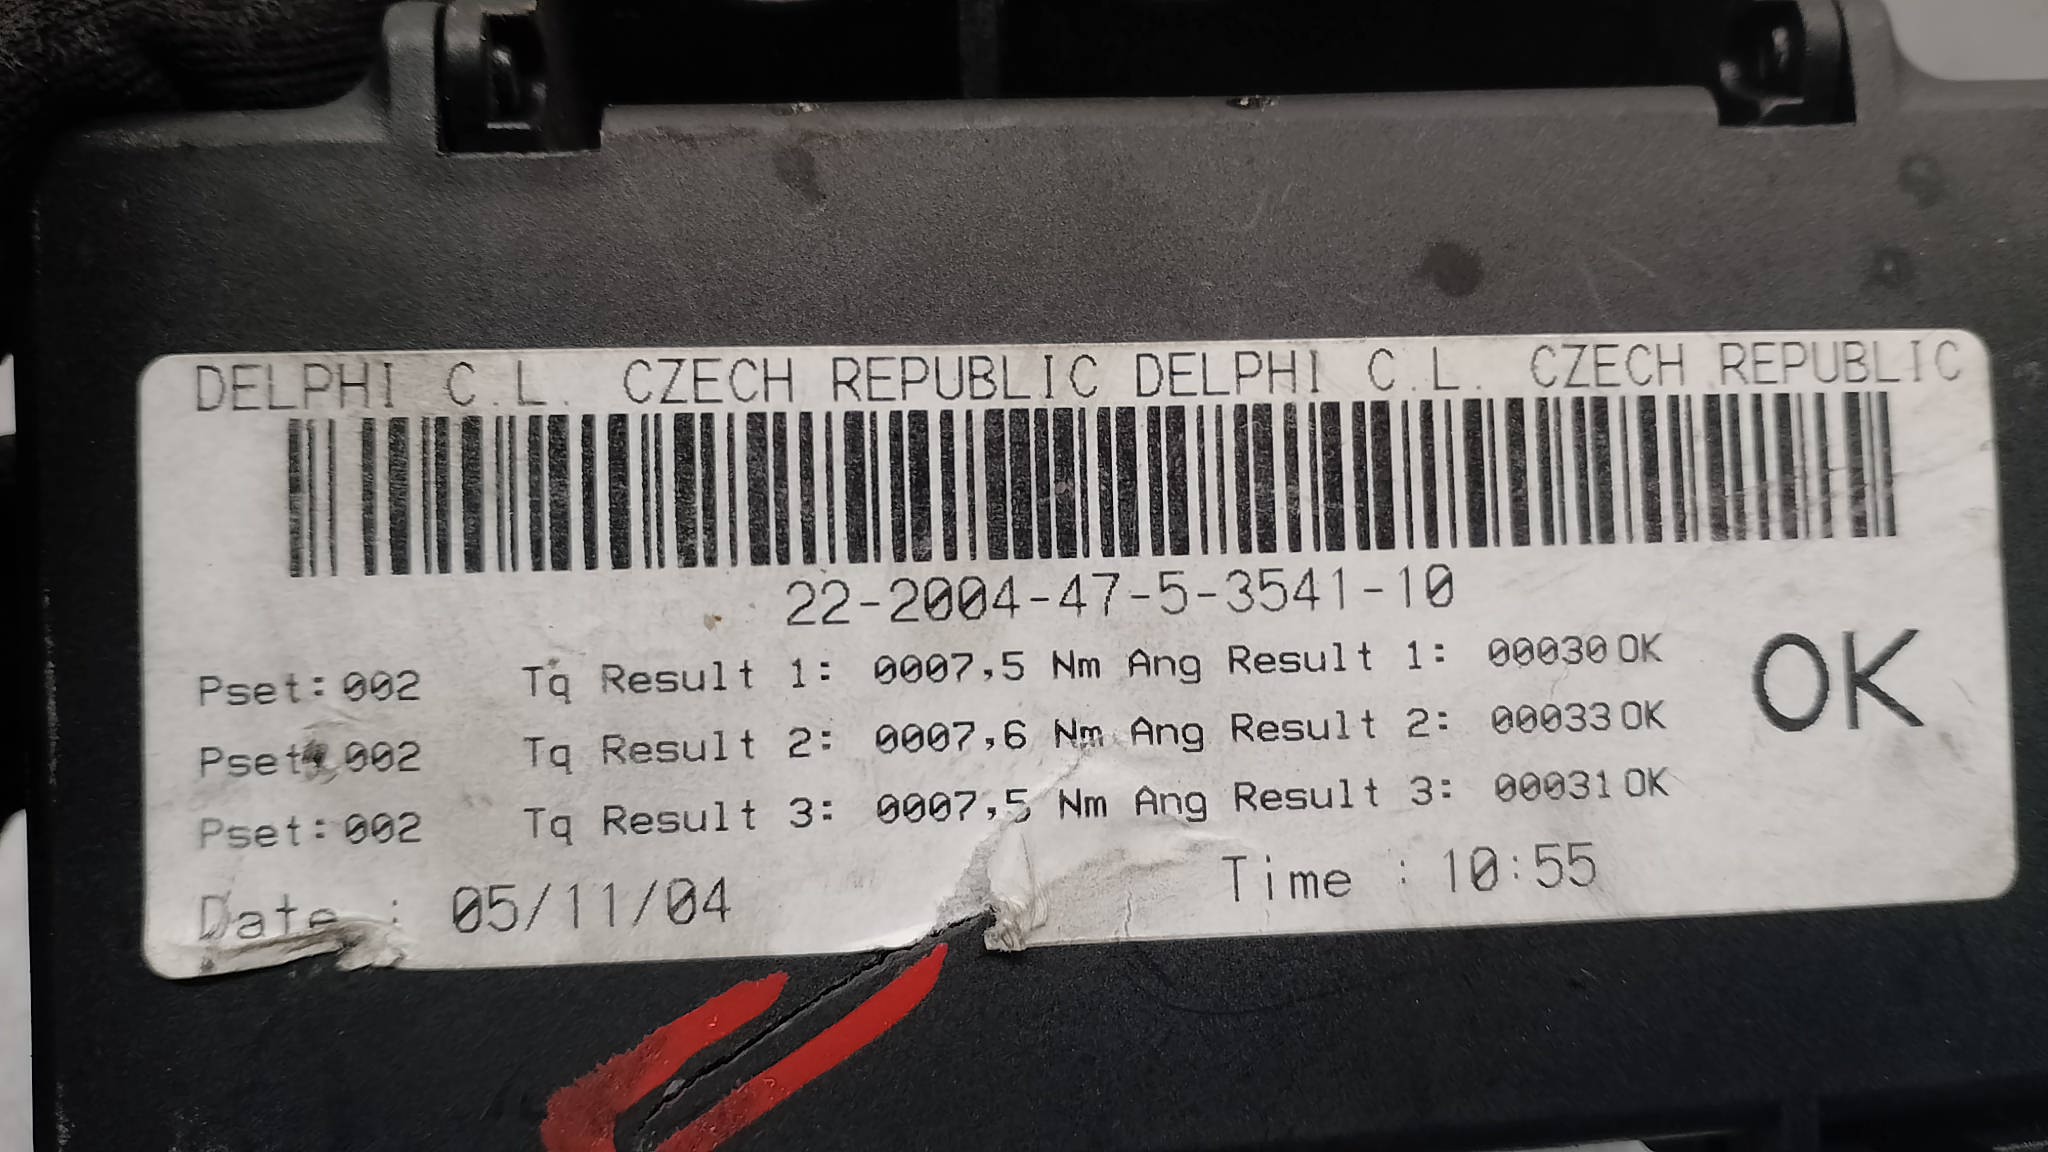 DELPHI C.L. CZECH REPUBLIC DELPHI C.L. CZECH REPUBLIC
22-2004-47-5-3541-10
Pset:002 Tq Result 1: 0007,5 Nm Ang Result 1: 00030 OK
Pset:002 Tq Result 2: 0007,6 Nm Ang Result 2: 00033 OK
Pset:002 Tq Result 3: 0007,5 Nm Ang Result 3: 00031 OK
OK
Date : 05/11/04 Time : 10:55